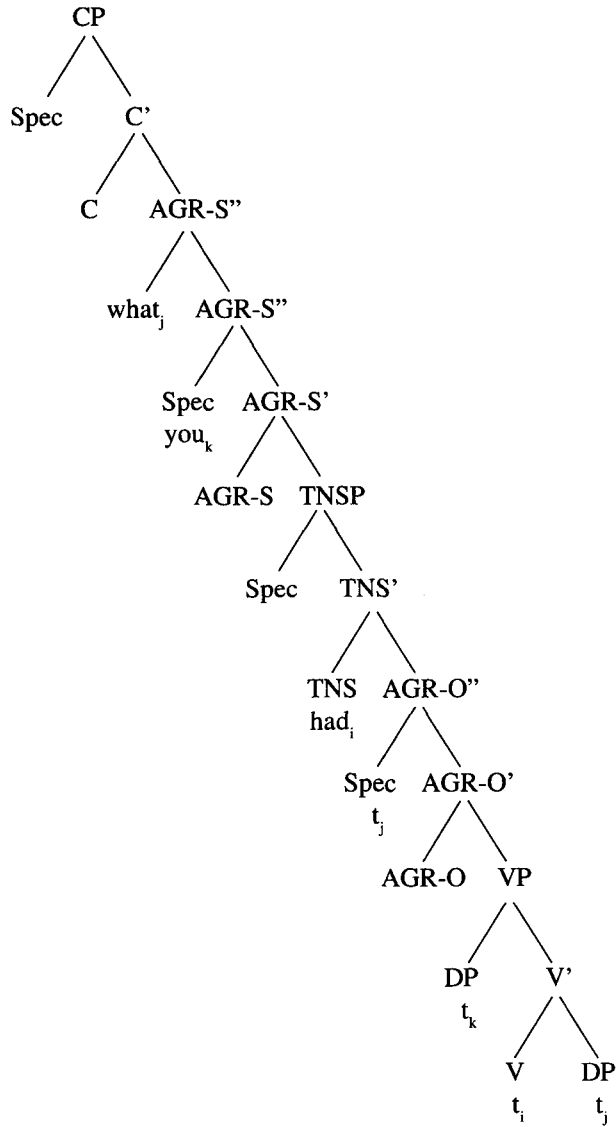 CP
Spec C’
C AGR-S”
what_j AGR-S”
Spec AGR-S’
you_k
AGR-S TNSP
Spec TNS’
TNS AGR-O”
had_i
Spec AGR-O’
t_j
AGR-O VP
DP V’
t_k
V DP
t_i t_j